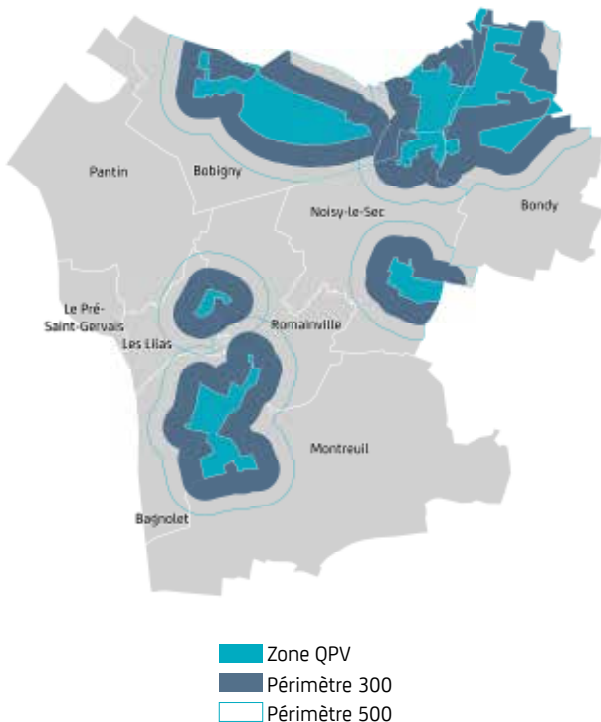 Pantin
Bobigny
Noisy-le-Sec
Bondy
Le Pré-
Saint-Gervais
Les Lilas
Romainville
Montreuil
Bagnolet
Zone QPV
Périmètre 300
Périmètre 500